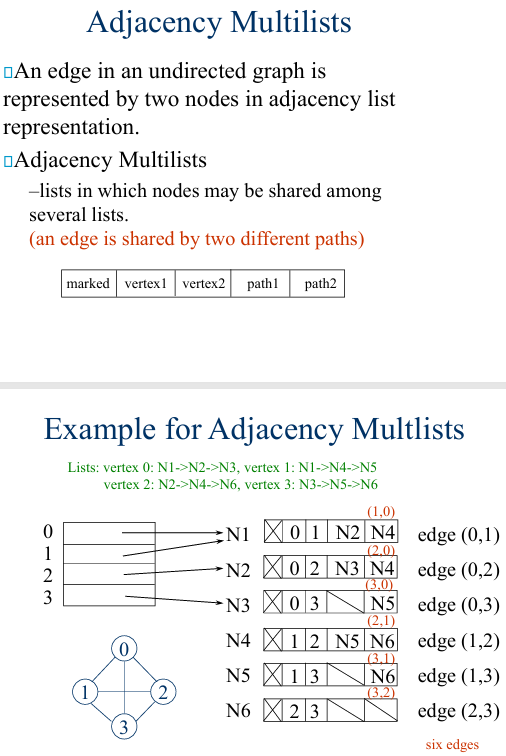 Adjacency Multilists
An edge in an undirected graph is
represented by two nodes in adjacency list
representation.
Adjacency Multilists
–lists in which nodes may be shared among
several lists.
(an edge is shared by two different paths)
marked vertex1 vertex2 path1 path2
Example for Adjacency Multlists
Lists: vertex 0: N1->N2->N3, vertex 1: N1->N4->N5
vertex 2: N2->N4->N6, vertex 3: N3->N5->N6
(1,0)
0 N1 0 1 N2 N4 edge (0,1)
1
(2,0)
2 N2 0 2 N3 N4 edge (0,2)
(3,0)
3 N3 0 3 N5 edge (0,3)
(2,1)
N4 1 2 N5 N6 edge (1,2)
(3,1)
N5 1 3 N6 edge (1,3)
(3,2)
N6 2 3 edge (2,3)
0
1 2
3
six edges